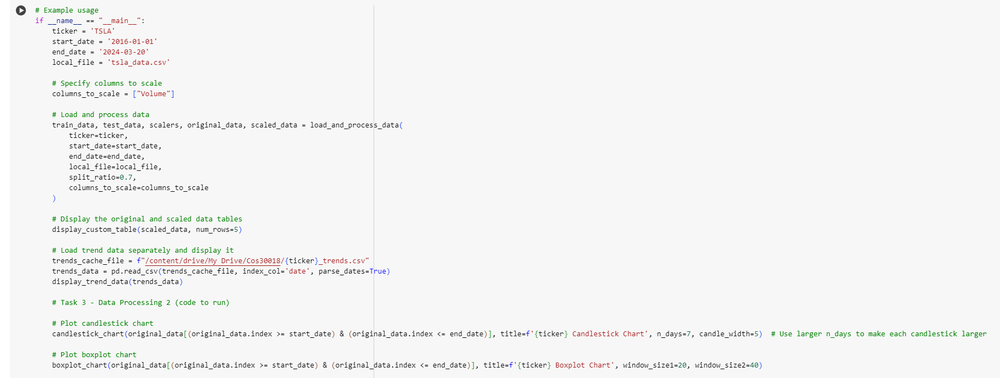 # Example usage
if __name__ == "__main__":
    ticker = 'TSLA'
    start_date = '2016-01-01'
    end_date = '2024-03-20'
    local_file = 'tsla_data.csv'

    # Specify columns to scale
    columns_to_scale = ["Volume"]

    # Load and process data
    train_data, test_data, scalers, original_data, scaled_data = load_and_process_data(
        ticker=ticker,
        start_date=start_date,
        end_date=end_date,
        local_file=local_file,
        split_ratio=0.7,
        columns_to_scale=columns_to_scale
    )

    # Display the original and scaled data tables
    display_custom_table(scaled_data, num_rows=5)

    # Load trend data separately and display it
    trends_cache_file = f"/content/drive/My Drive/Cos30018/{ticker}_trends.csv"
    trends_data = pd.read_csv(trends_cache_file, index_col='date', parse_dates=True)
    display_trend_data(trends_data)

    # Task 3 - Data Processing 2 (code to run)

    # Plot candlestick chart
    candlestick_chart(original_data[(original_data.index >= start_date) & (original_data.index <= end_date)], title=f'{ticker} Candlestick Chart', n_days=7, candle_width=5)  # Use larger n_days to make each candlestick larger

    # Plot boxplot chart
    boxplot_chart(original_data[(original_data.index >= start_date) & (original_data.index <= end_date)], title=f'{ticker} Boxplot Chart', window_size1=20, window_size2=40)